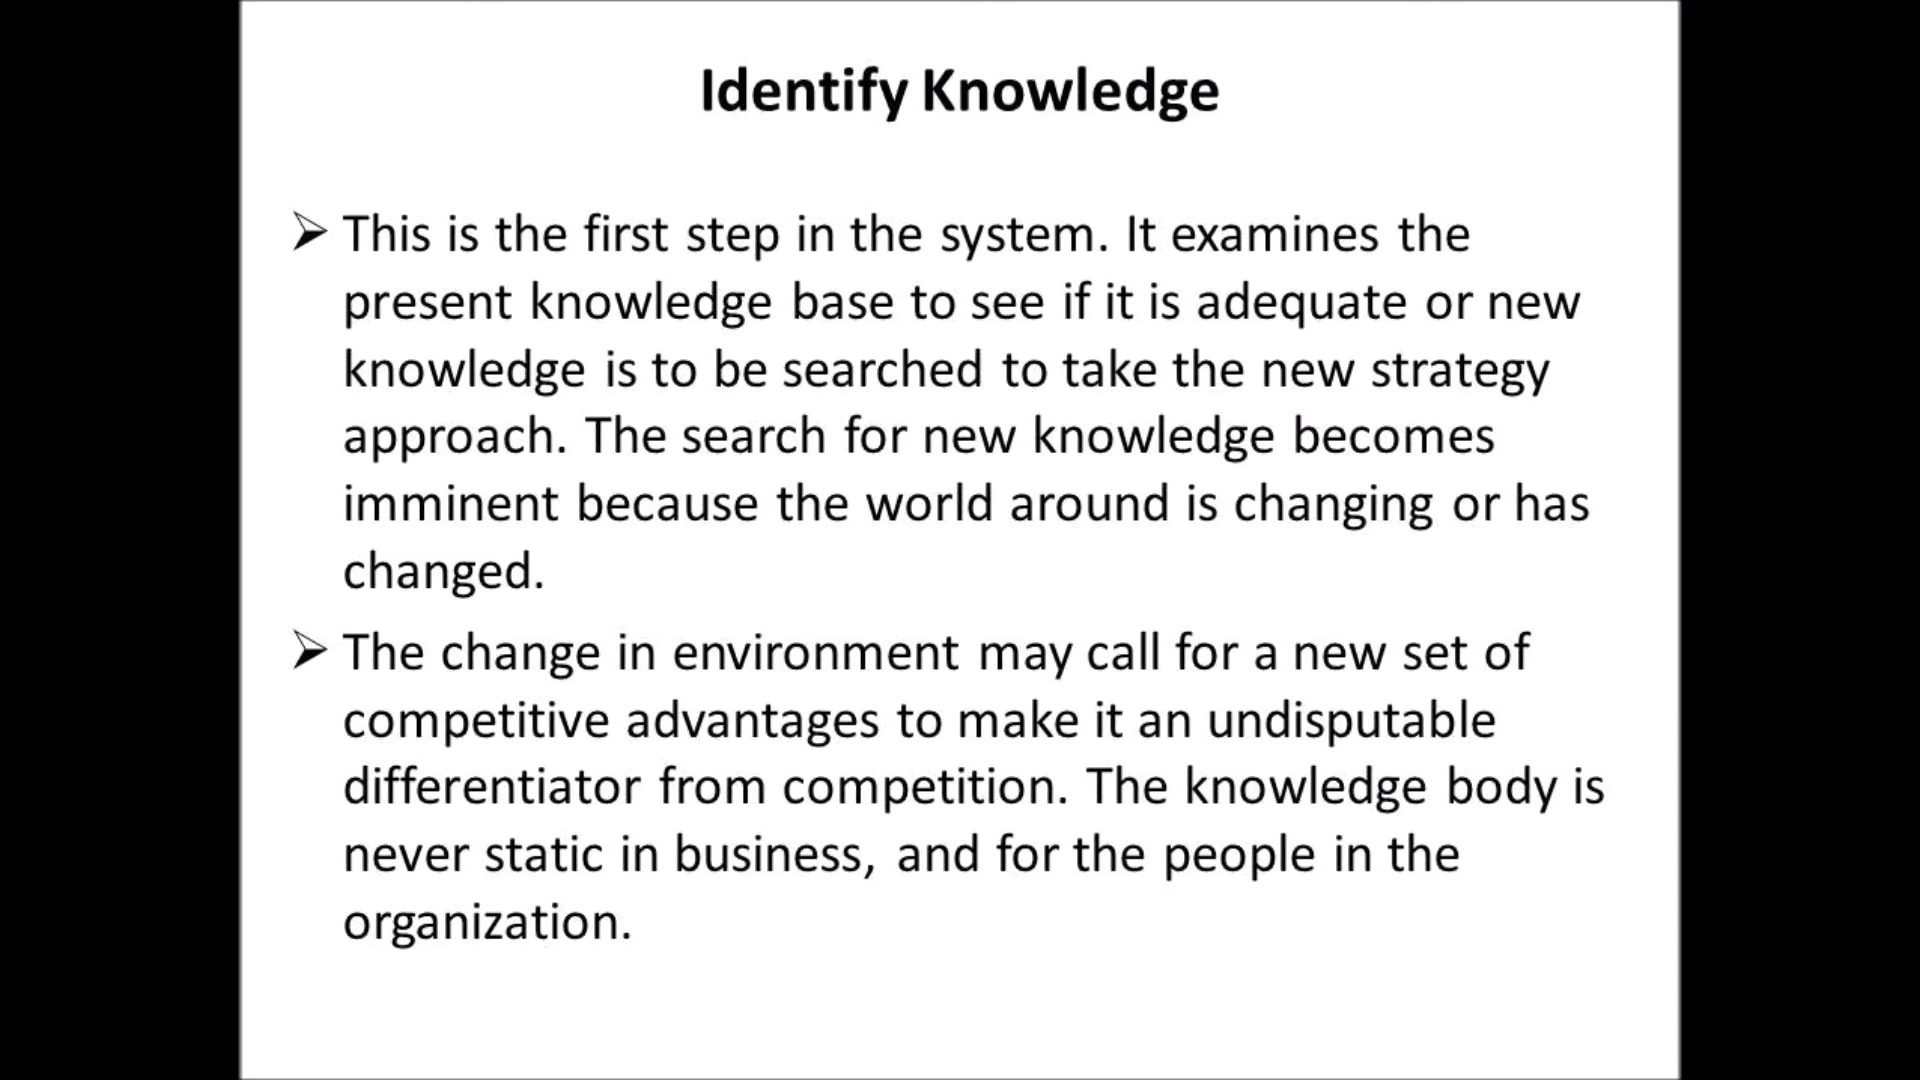 Identify Knowledge
➢ This is the first step in the system. It examines the
present knowledge base to see if it is adequate or new
knowledge is to be searched to take the new strategy
approach. The search for new knowledge becomes
imminent because the world around is changing or has
changed.
➢ The change in environment may call for a new set of
competitive advantages to make it an undisputable
differentiator from competition. The knowledge body is
never static in business, and for the people in the
organization.